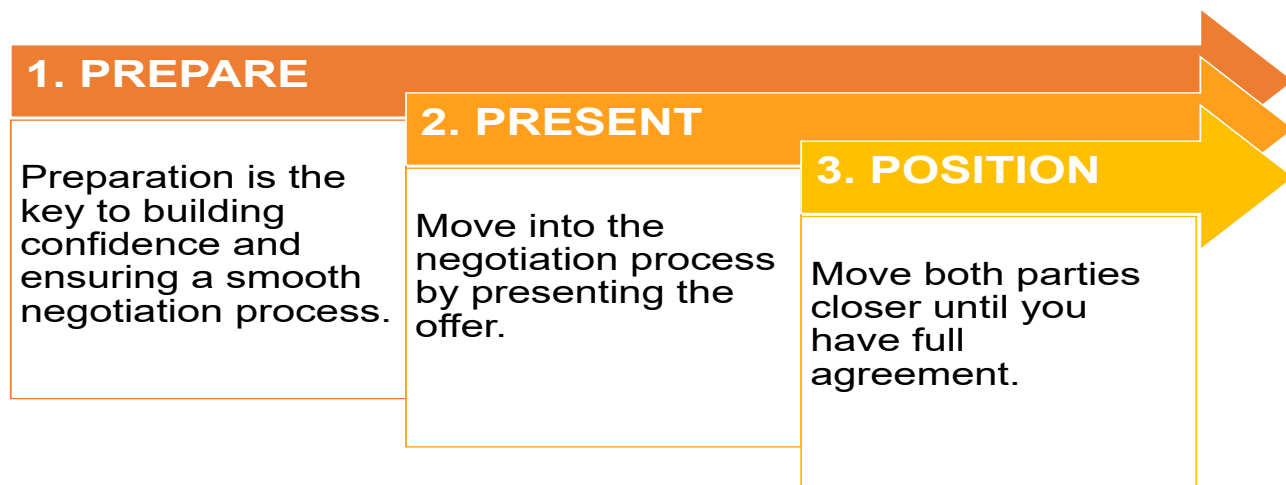 1. PREPARE
Preparation is the
key to building
confidence and
ensuring a smooth
negotiation process.
2. PRESENT
Move into the
negotiation process
by presenting the
offer.
3. POSITION
Move both parties
closer until you
have full
agreement.